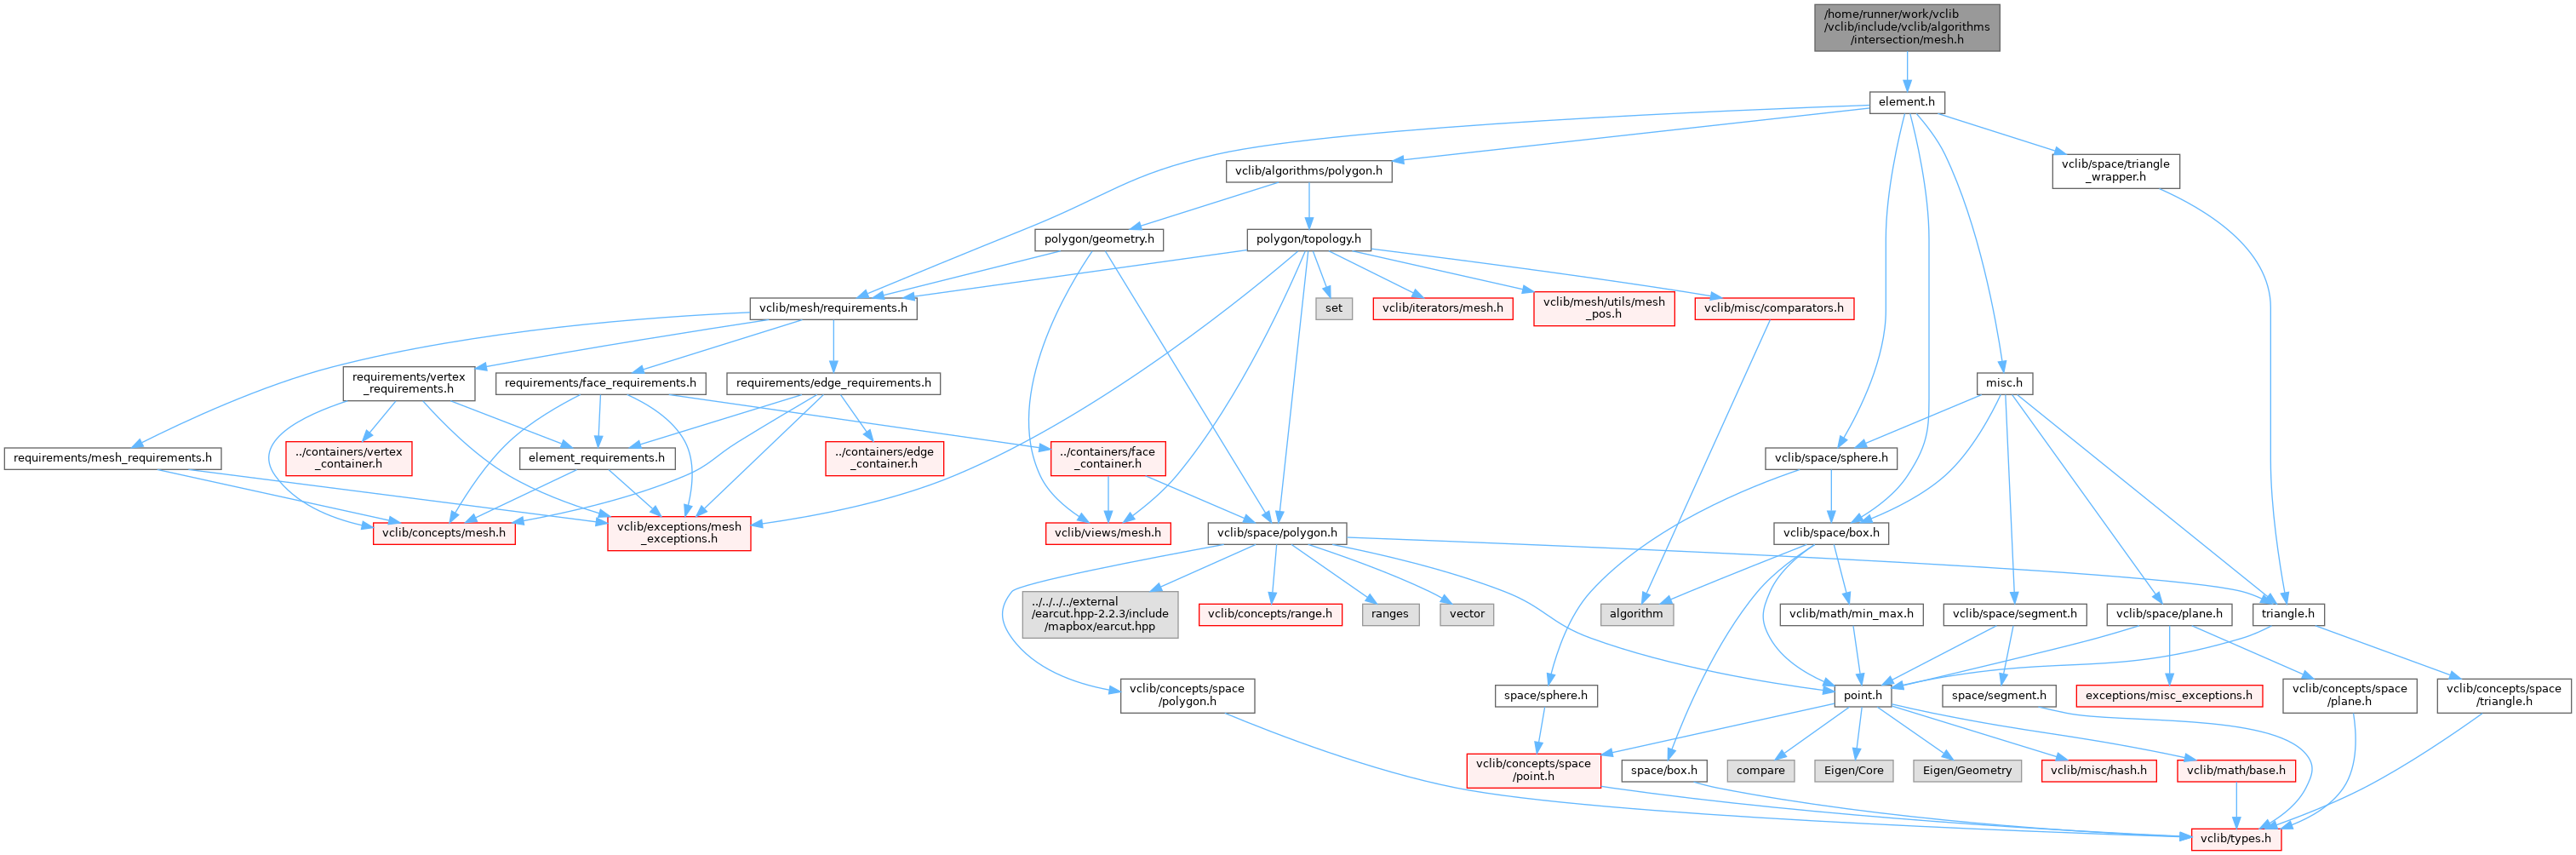 /home/runner/work/vclib
/vclib/include/vclib/algorithms
/intersection/mesh.h
element.h
vclib/algorithms/polygon.h
vclib/space/triangle
_wrapper.h
polygon/geometry.h
polygon/topology.h
vclib/mesh/requirements.h
set
vclib/iterators/mesh.h
vclib/mesh/utils/mesh
_pos.h
vclib/misc/comparators.h
requirements/vertex
_requirements.h
requirements/face_requirements.h
requirements/edge_requirements.h
misc.h
requirements/mesh_requirements.h
../containers/vertex
_container.h
element_requirements.h
../containers/edge
_container.h
../containers/face
_container.h
vclib/space/sphere.h
vclib/concepts/mesh.h
vclib/exceptions/mesh
_exceptions.h
vclib/views/mesh.h
vclib/space/polygon.h
vclib/space/box.h
../../../../external
/earcut.hpp-2.2.3/include
/mapbox/earcut.hpp
vclib/concepts/range.h
ranges
vector
algorithm
vclib/math/min_max.h
vclib/space/segment.h
vclib/space/plane.h
triangle.h
vclib/concepts/space
/polygon.h
space/sphere.h
point.h
space/segment.h
exceptions/misc_exceptions.h
vclib/concepts/space
/plane.h
vclib/concepts/space
/triangle.h
vclib/concepts/space
/point.h
space/box.h
compare
Eigen/Core
Eigen/Geometry
vclib/misc/hash.h
vclib/math/base.h
vclib/types.h